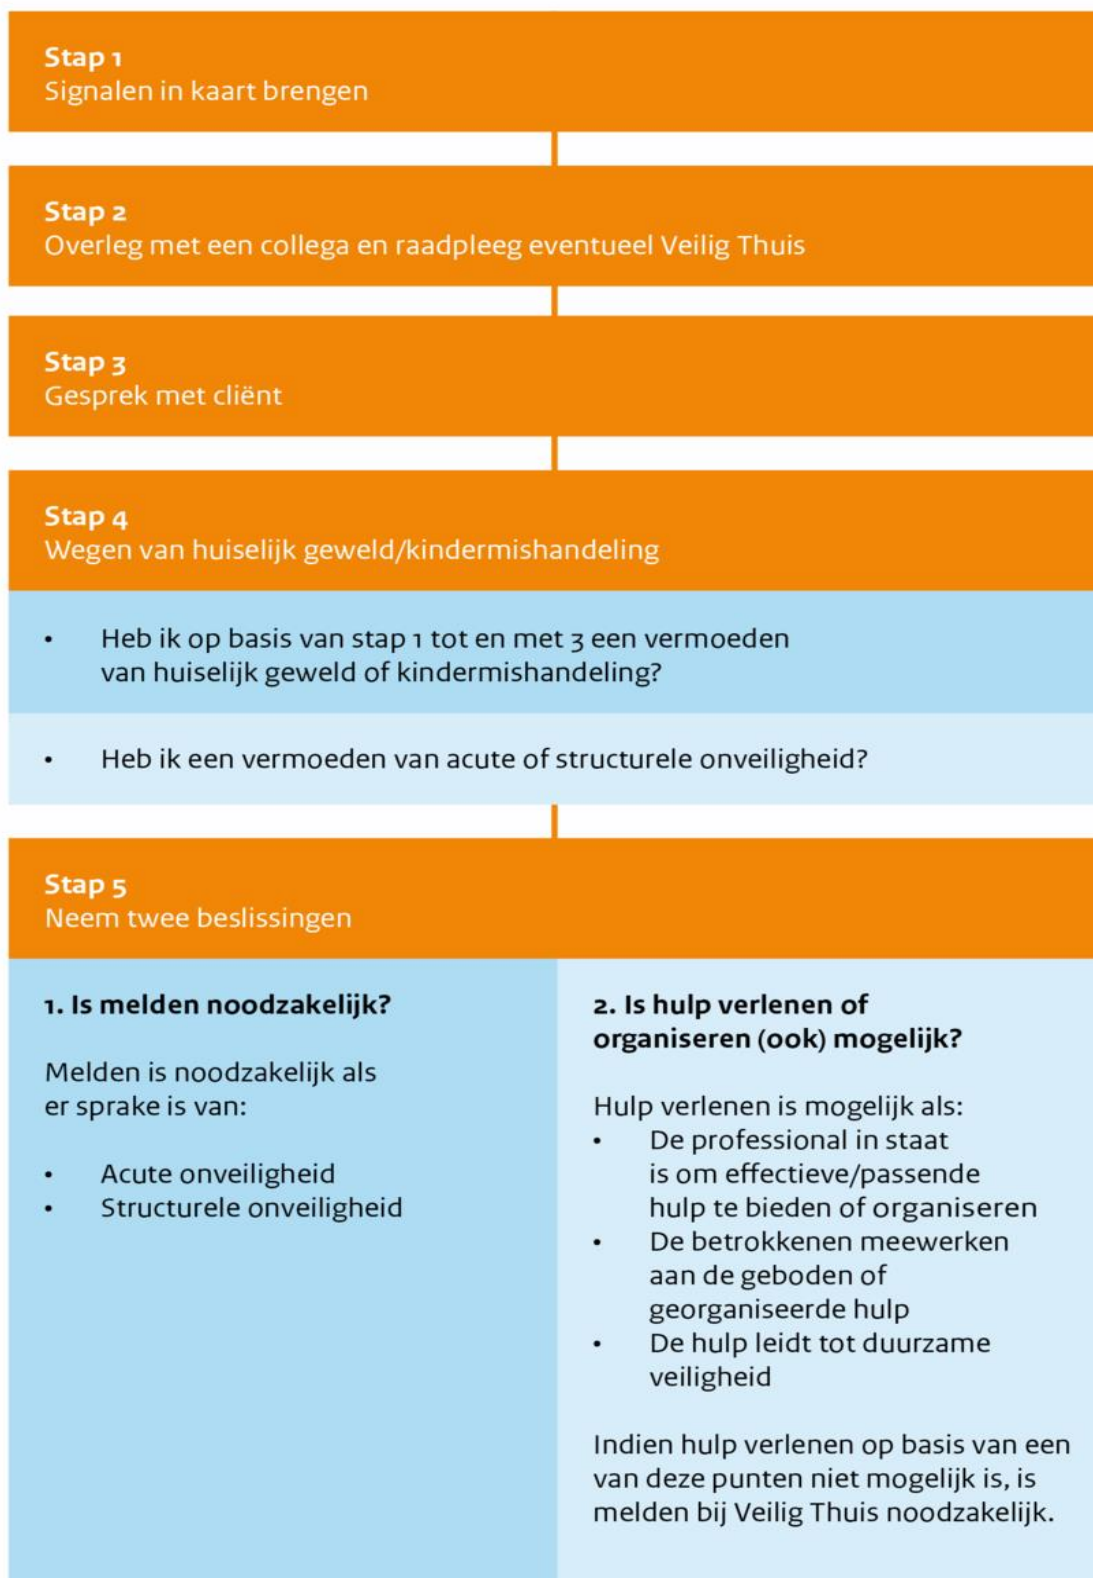 Stap 1
Signalen in kaart brengen
Stap 2
Overleg met een collega en raadpleeg eventueel Veilig Thuis
Stap 3
Gesprek met cliënt
Stap 4
Wegen van huiselijk geweld/kindermishandeling
• Heb ik op basis van stap 1 tot en met 3 een vermoeden
van huiselijk geweld of kindermishandeling?
• Heb ik een vermoeden van acute of structurele onveiligheid?
Stap 5
Neem twee beslissingen
1. Is melden noodzakelijk?
Melden is noodzakelijk als
er sprake is van:
• Acute onveiligheid
• Structurele onveiligheid
2. Is hulp verlenen of
organiseren (ook) mogelijk?
Hulp verlenen is mogelijk als:
• De professional in staat
is om effectieve/passende
hulp te bieden of organiseren
• De betrokkenen meewerken
aan de geboden of
georganiseerde hulp
• De hulp leidt tot duurzame
veiligheid
Indien hulp verlenen op basis van een
van deze punten niet mogelijk is, is
melden bij Veilig Thuis noodzakelijk.